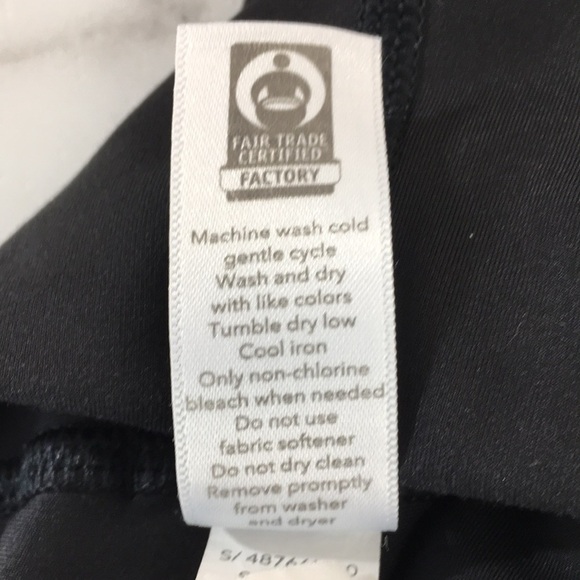 FAIR TRADE
CERTIFIED
FACTORY
Machine wash cold
gentle cycle
Wash and dry
with like colors
Tumble dry low
Cool iron
Only non-chlorine
bleach when needed
Do not use
fabric softener
Do not dry clean
Remove promptly
from washer
and dryer